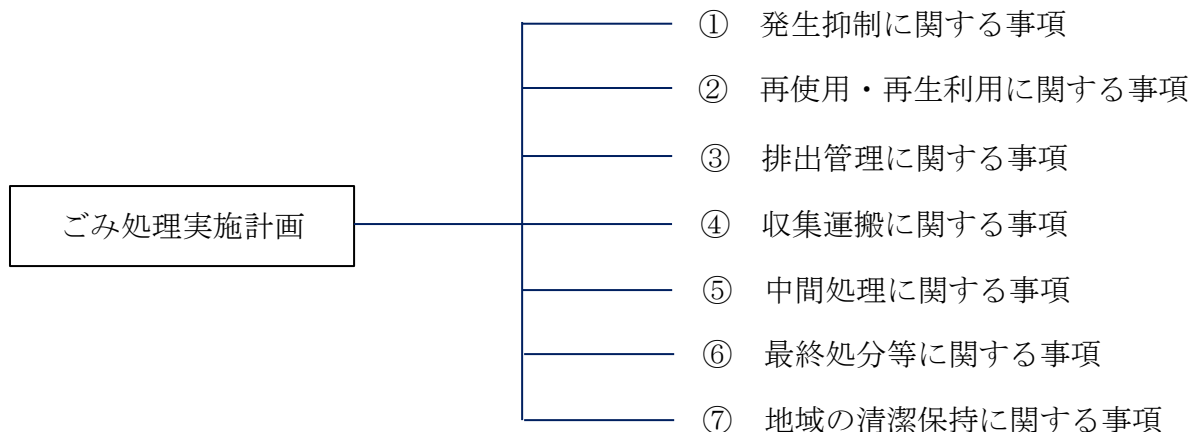 ① 発生抑制に関する事項
② 再使用・再生利用に関する事項
③ 排出管理に関する事項
ごみ処理実施計画
④ 収集運搬に関する事項
⑤ 中間処理に関する事項
⑥ 最終処分等に関する事項
⑦ 地域の清潔保持に関する事項